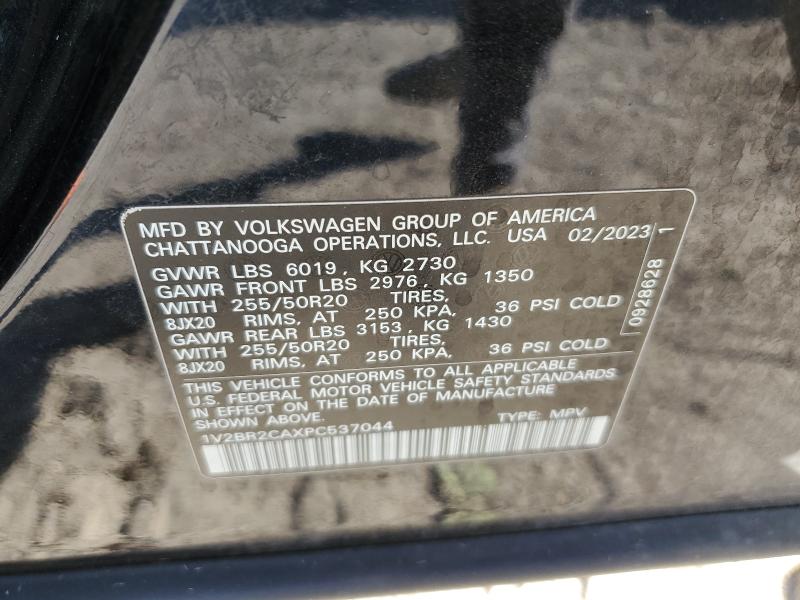 MFD BY VOLKSWAGEN GROUP OF AMERICA
CHATTANOOGA OPERATIONS, LLC. USA 02/2023 1
GVWR LBS 6019, KG 2730
GAWR FRONT LBS 2976, KG 1350
WITH 255/50R20 TIRES,
8JX20 RIMS, AT 250 KPA, 36 PSI COLD
GAWR REAR LBS 3153, KG 1430
WITH 255/50R20 TIRES,
8JX20 RIMS, AT 250 KPA, 36 PSI COLD
0928628
THIS VEHICLE CONFORMS TO ALL APPLICABLE
U.S. FEDERAL MOTOR VEHICLE SAFETY STANDARDS
IN EFFECT ON THE DATE OF MANUFACTURE
SHOWN ABOVE.
1V2BR2CAXPC537044 TYPE: MPV